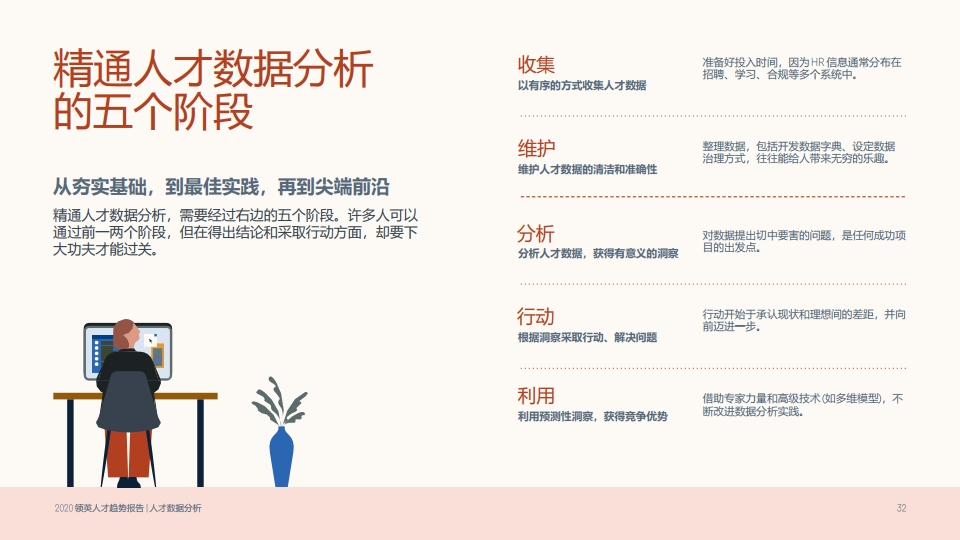 精通人才数据分析
的五个阶段
从夯实基础，到最佳实践，再到尖端前沿
精通人才数据分析，需要经过右边的五个阶段。许多人可以
通过前一两个阶段，但在得出结论和采取行动方面，却要下
大功夫才能过关。
收集
以有序的方式收集人才数据
准备好投入时间，因为 HR 信息通常分布在
招聘、学习、合规等多个系统中。
维护
维护人才数据的清洁和准确性
整理数据，包括开发数据字典、设定数据
治理方式，往往能给人带来无穷的乐趣。
分析
分析人才数据，获得有意义的洞察
对数据提出切中要害的问题，是任何成功项
目的出发点。
行动
根据洞察采取行动、解决问题
行动开始于承认现状和理想间的差距，并向
前迈进一步。
利用
利用预测性洞察，获得竞争优势
借助专家力量和高级技术(如多维模型)，不
断改进数据分析实践。
2020 领英人才趋势报告 | 人才数据分析
32